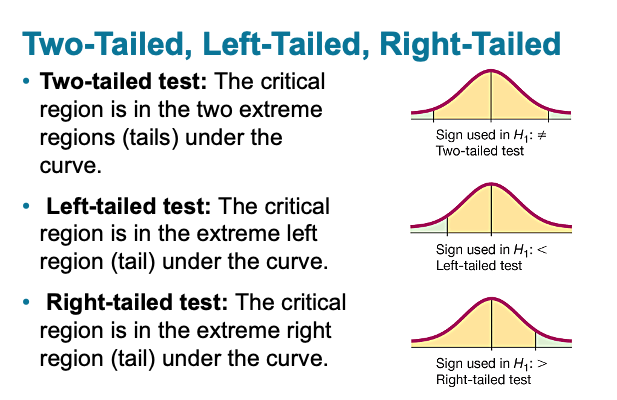 Two-Tailed, Left-Tailed, Right-Tailed
• Two-tailed test: The critical
region is in the two extreme
regions (tails) under the
curve.
• Left-tailed test: The critical
region is in the extreme left
region (tail) under the curve.
• Right-tailed test: The critical
region is in the extreme right
region (tail) under the curve.
Sign used in H₁: ≠
Two-tailed test
Sign used in H₁: <
Left-tailed test
Sign used in H₁: >
Right-tailed test